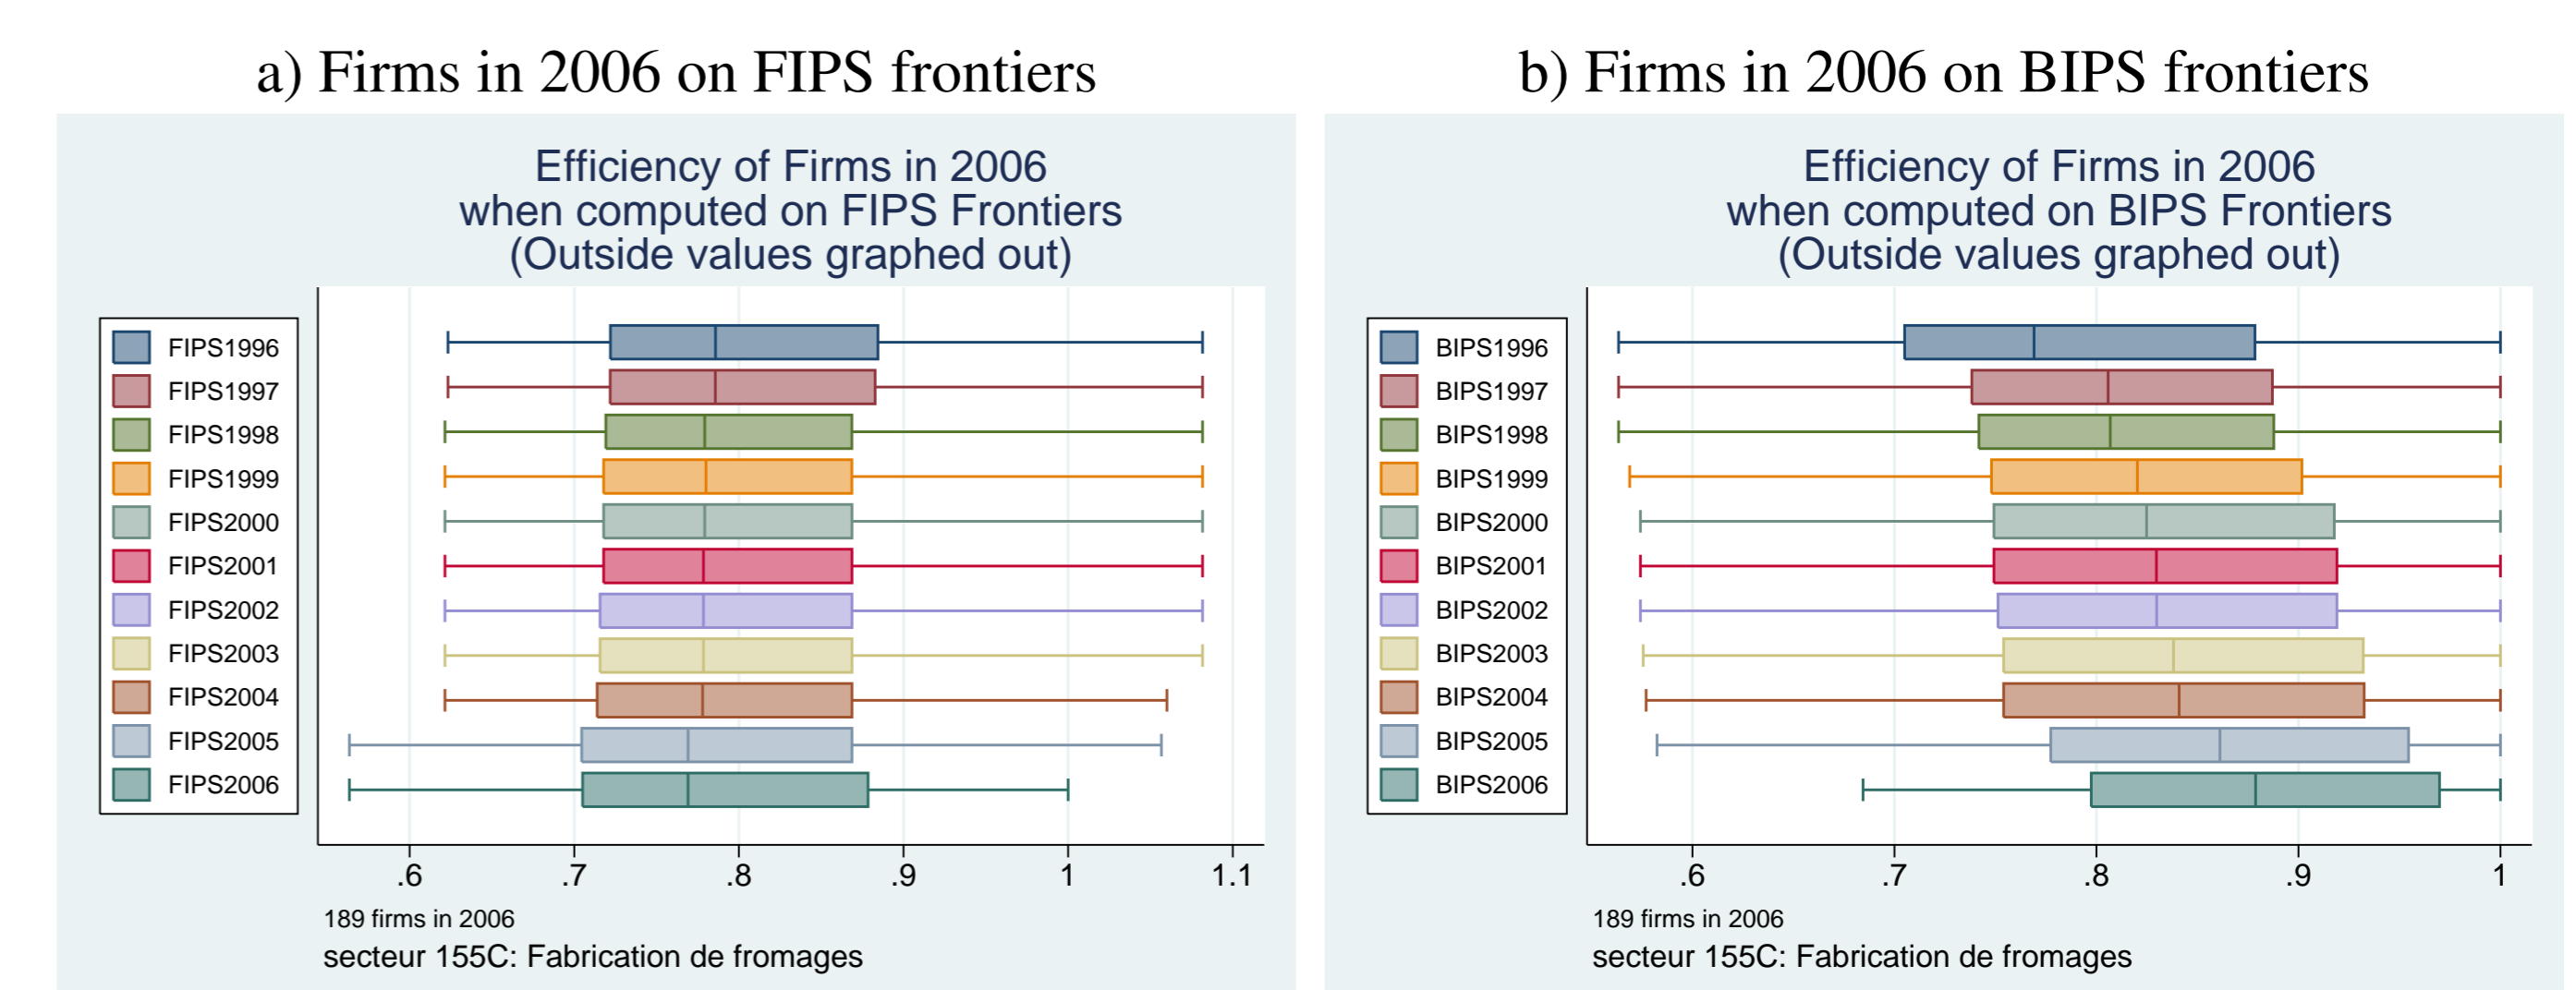 a) Firms in 2006 on FIPS frontiers
Efficiency of Firms in 2006
when computed on FIPS Frontiers
(Outside values graphed out)
FIPS1996
FIPS1997
FIPS1998
FIPS1999
FIPS2000
FIPS2001
FIPS2002
FIPS2003
FIPS2004
FIPS2005
FIPS2006
.6 .7 .8 .9 1 1.1
189 firms in 2006
secteur 155C: Fabrication de fromages
b) Firms in 2006 on BIPS frontiers
Efficiency of Firms in 2006
when computed on BIPS Frontiers
(Outside values graphed out)
BIPS1996
BIPS1997
BIPS1998
BIPS1999
BIPS2000
BIPS2001
BIPS2002
BIPS2003
BIPS2004
BIPS2005
BIPS2006
.6 .7 .8 .9 1
189 firms in 2006
secteur 155C: Fabrication de fromages